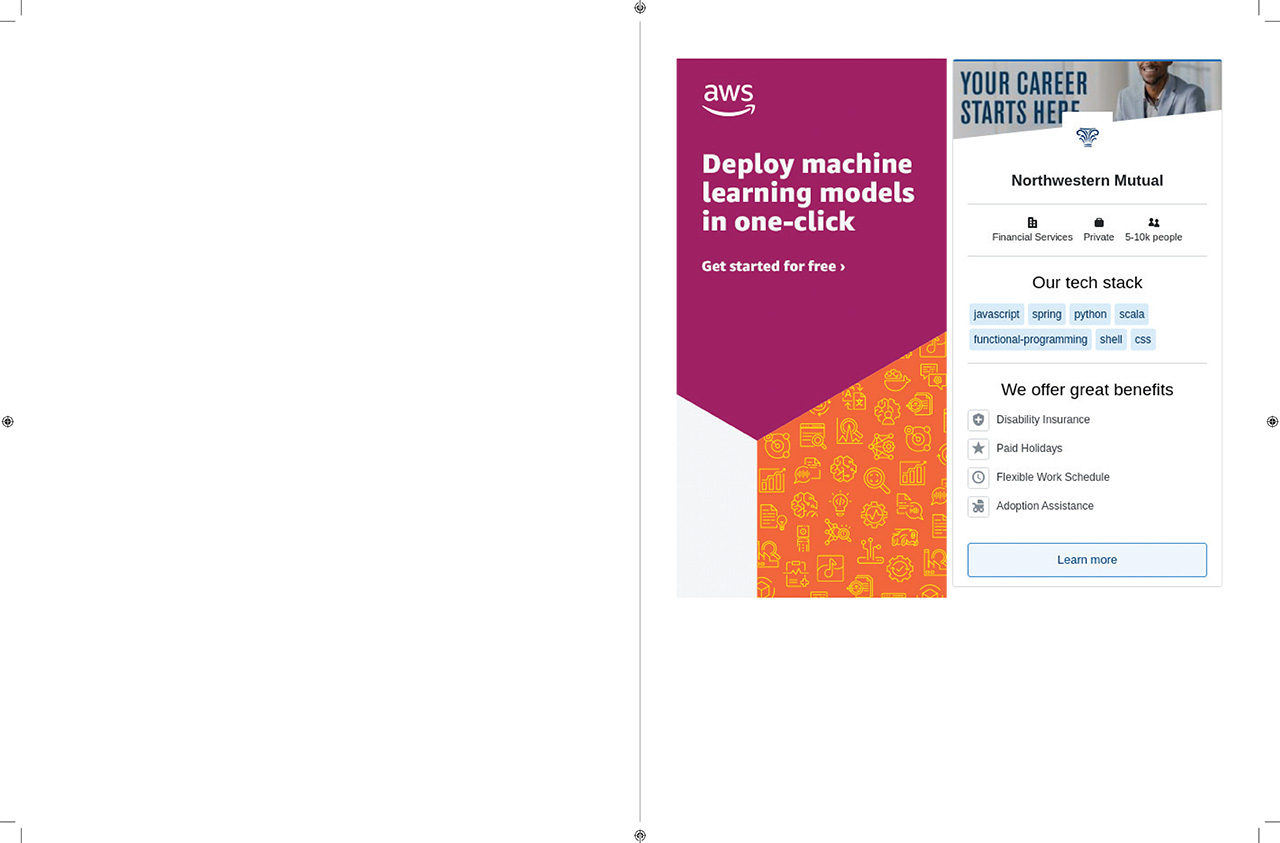 aws
Deploy machine
learning models
in one-click
Get started for free ›
YOUR CAREER
STARTS HERE
Northwestern Mutual
Financial Services
Private
5-10k people
Our tech stack
javascript
spring
python
scala
functional-programming
shell
css
We offer great benefits
Disability Insurance
Paid Holidays
Flexible Work Schedule
Adoption Assistance
Learn more